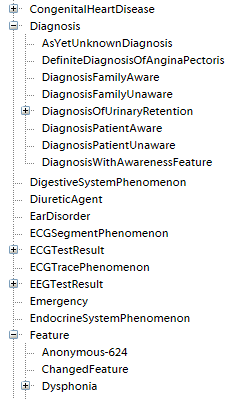 CongenitalHeartDisease
Diagnosis
AsYetUnknownDiagnosis
DefiniteDiagnosisOfAnginaPectoris
DiagnosisFamilyAware
DiagnosisFamilyUnaware
DiagnosisOfUrinaryRetention
DiagnosisPatientAware
DiagnosisPatientUnaware
DiagnosisWithAwarenessFeature
DigestiveSystemPhenomenon
DiureticAgent
EarDisorder
ECGSegmentPhenomenon
ECGTestResult
ECGTracePhenomenon
EEGTestResult
Emergency
EndocrineSystemPhenomenon
Feature
Anonymous-624
ChangedFeature
Dysphonia